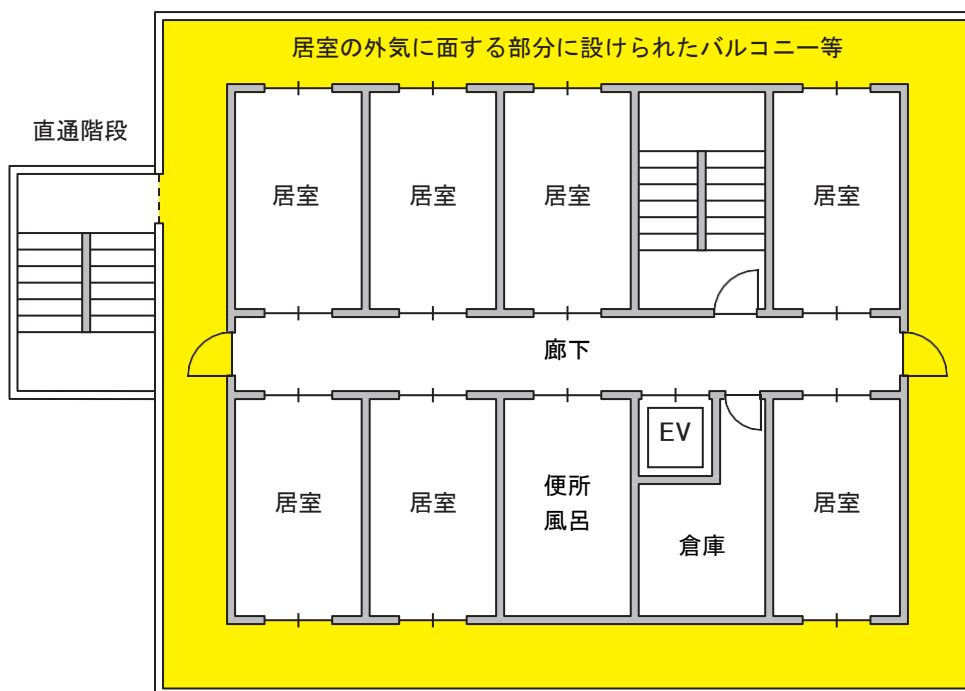 居室の外気に面する部分に設けられたバルコニー等
直通階段
居室
居室
居室
居室
廊下
EV
居室
居室
便所
風呂
居室
倉庫